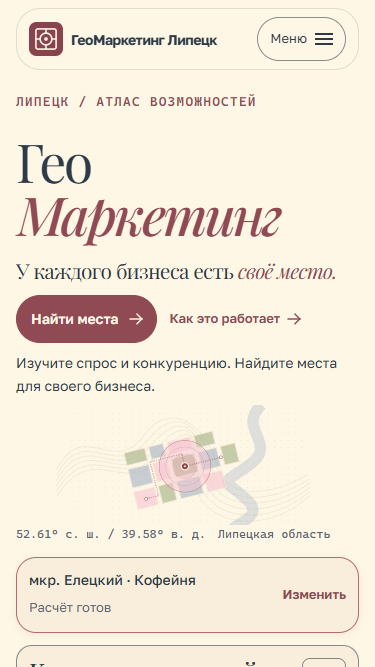 ГеоМаркетинг Липецк
Меню
ЛИПЕЦК / АТЛАС ВОЗМОЖНОСТЕЙ
Гео
Маркетинг
У каждого бизнеса есть своё место.
Найти места →
Как это работает →
Изучите спрос и конкуренцию. Найдите места
для своего бизнеса.
52.61° с. ш. / 39.58° в. д. Липецкая область
мкр. Елецкий · Кофейня
Расчёт готов
Изменить